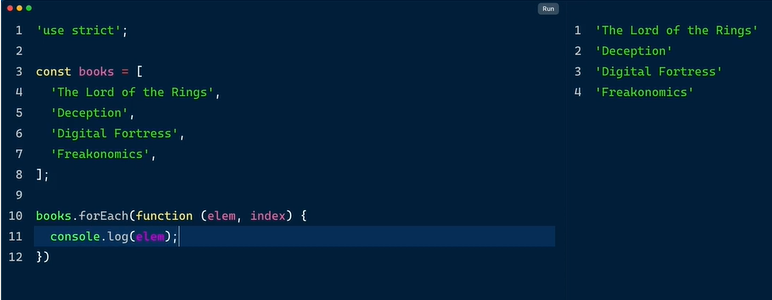 Run
1 'use strict';
2
3 const books = [
4 'The Lord of the Rings',
5 'Deception',
6 'Digital Fortress',
7 'Freakonomics',
8 ];
9
10 books.forEach(function (elem, index) {
11 console.log(elem);
12 })
1 'The Lord of the Rings'
2 'Deception'
3 'Digital Fortress'
4 'Freakonomics'